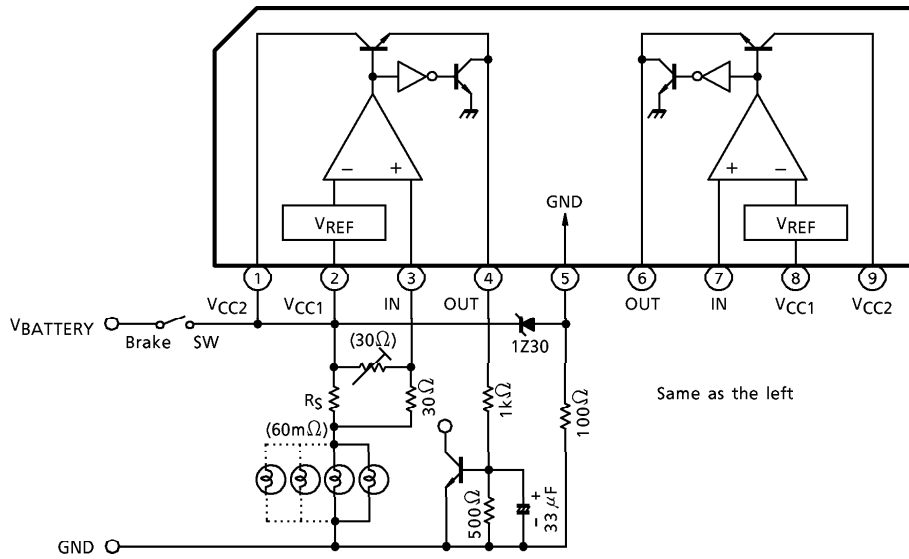 − + + −
GND
VREF VREF
1 2 3 4 5 6 7 8 9
VCC2 VCC1 IN OUT OUT IN VCC1 VCC2
VBATTERY
Brake SW
(30Ω)
1Z30
RS
(60mΩ)
30Ω
1kΩ
100Ω
Same as the left
500Ω
+
− 33 μF
GND